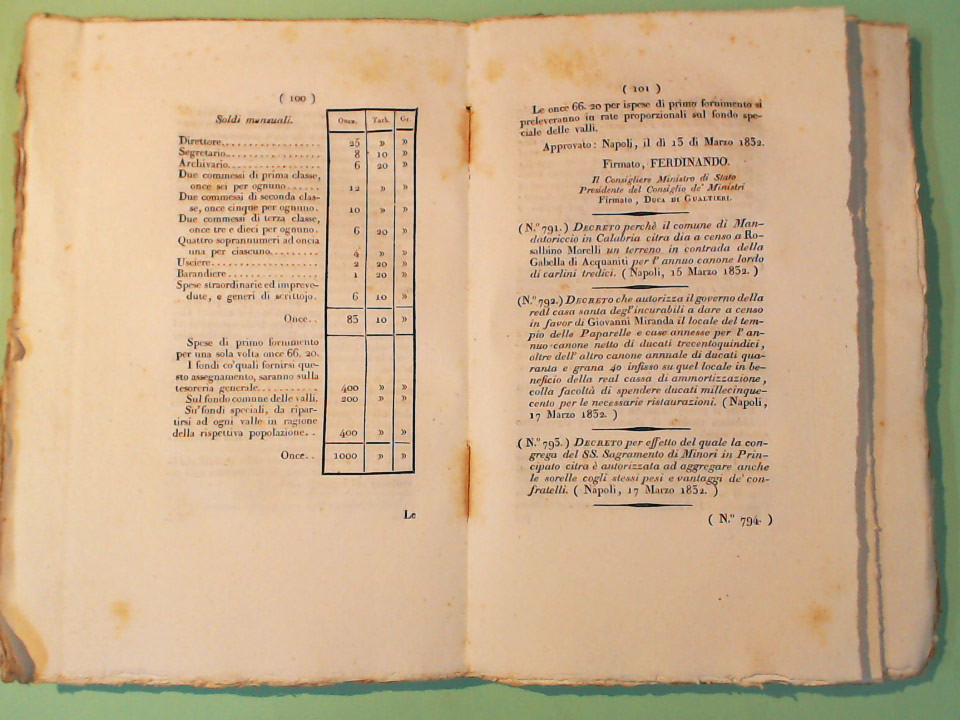 ( 100 )
Soldi mensuali. Once. Tarì. Gr.
Direttore................ 25 » »
Segretario............... 8 10 »
Archivario............... 6 20 »
Due commessi di prima classe,
once sei per ognuno...... 12 » »
Due commessi di seconda clas-
se, once cinque per ognuno. 10 » »
Due commessi di terza classe,
once tre e dieci per ognuno. 6 20 »
Quattro soprannumeri ad oncia
una per ciascuno........ 4 » »
Usciere................ 2 20 »
Barandiere............... 1 20 »
Spese straordinarie ed impreve-
dute, e generi di scrittojo. 6 10 »
Once.. 83 10 »
Spese di primo fornimento
per una sola volta once 66. 20.
I fondi co'quali fornirsi que-
sto assegnamento, saranno sulla
tesoreria generale........... 400 » »
Sul fondo comune delle valli. 200 » »
Su'fondi speciali, da ripar-
tirsi ad ogni valle in ragione
della rispettiva popolazione.. 400 » »
Once.. 1000 » »
Le
( 101 )
Le once 66. 20 per ispese di primo fornimento si
preleveranno in rate proporzionali sul fondo spe-
ciale delle valli.
Approvato: Napoli, il dì 13 di Marzo 1832.
Firmato, FERDINANDO.
Il Consigliere Ministro di Stato
Presidente del Consiglio de' Ministri
Firmato, DUCA DI GUALTIERI.
(N.º 791.) DECRETO perchè il comune di Man-
datoriccio in Calabria citra dia a censo a Ro-
salbino Morelli un terreno in contrada della
Gabella di Acquaniti per l'annuo canone lordo
di carlini tredici. ( Napoli, 15 Marzo 1832. )
(N.º 792.) DECRETO che autorizza il governo della
real casa santa degl'incurabili a dare a censo
in favor di Giovanni Miranda il locale del tem-
pio delle Paparelle e case annesse per l'an-
nuo canone netto di ducati trecentoquindici,
oltre dell'altro canone annuale di ducati qua-
ranta e grana 40 infisso su quel locale in be-
neficio della real cassa di ammortizzazione,
colla facoltà di spendere ducati millecinque-
cento per le necessarie ristaurazioni. (Napoli,
17 Marzo 1832. )
( N.º 793. ) DECRETO per effetto del quale la con-
grega del SS. Sagramento di Minori in Prin-
cipato citra è autorizzata ad aggregare anche
le sorelle cogli stessi pesi e vantaggi de' con-
fratelli. ( Napoli, 17 Marzo 1832. )
( N.º 794. )